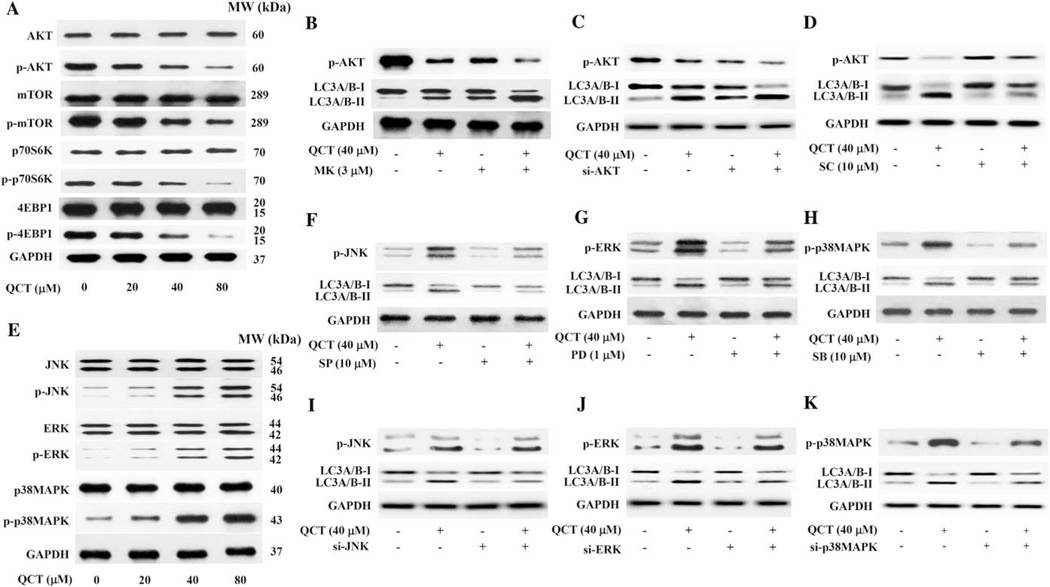 A
MW (kDa)
AKT 60
p-AKT 60
mTOR 289
p-mTOR 289
p70S6K 70
p-p70S6K 70
4EBP1 20 15
p-4EBP1 20 15
GAPDH 37
QCT (μM) 0 20 40 80
B
p-AKT
LC3A/B-I
LC3A/B-II
GAPDH
QCT (40 μM) - + - +
MK (3 μM) - - + +
C
p-AKT
LC3A/B-I
LC3A/B-II
GAPDH
QCT (40 μM) - + - +
si-AKT - - + +
D
p-AKT
LC3A/B-I
LC3A/B-II
GAPDH
QCT (40 μM) - + - +
SC (10 μM) - - + +
E
MW (kDa)
JNK 54 46
p-JNK 54 46
ERK 44 42
p-ERK 44 42
p38MAPK 40
p-p38MAPK 43
GAPDH 37
QCT (μM) 0 20 40 80
F
p-JNK
LC3A/B-I
LC3A/B-II
GAPDH
QCT (40 μM) - + - +
SP (10 μM) - - + +
G
p-ERK
LC3A/B-I
LC3A/B-II
GAPDH
QCT (40 μM) - + - +
PD (1 μM) - - + +
H
p-p38MAPK
LC3A/B-I
LC3A/B-II
GAPDH
QCT (40 μM) - + - +
SB (10 μM) - - + +
I
p-JNK
LC3A/B-I
LC3A/B-II
GAPDH
QCT (40 μM) - + - +
si-JNK - - + +
J
p-ERK
LC3A/B-I
LC3A/B-II
GAPDH
QCT (40 μM) - + - +
si-ERK - - + +
K
p-p38MAPK
LC3A/B-I
LC3A/B-II
GAPDH
QCT (40 μM) - + - +
si-p38MAPK - - + +